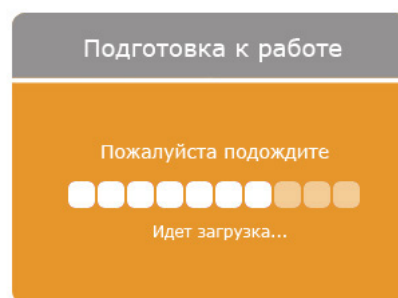 Подготовка к работе
Пожалуйста подождите
Идет загрузка...